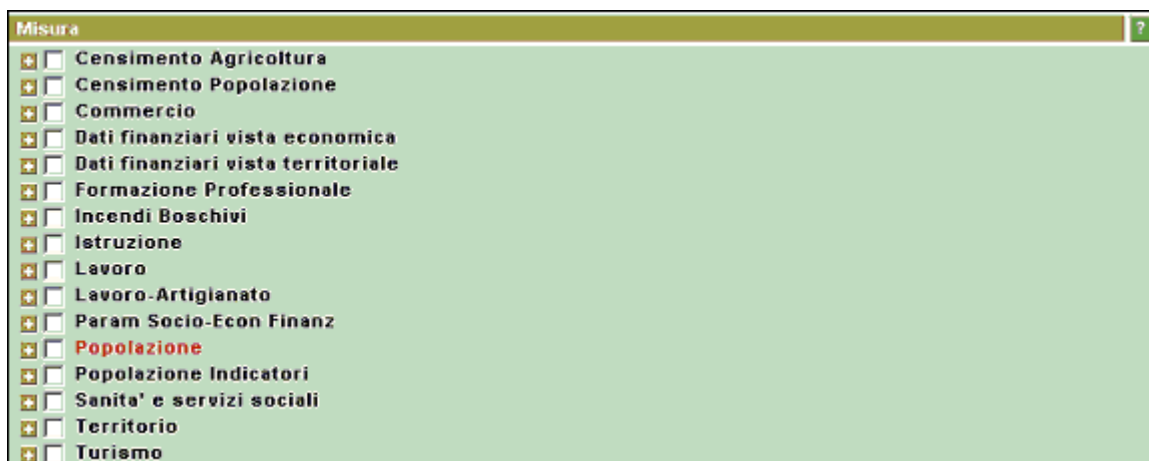 Misura ?
Censimento Agricoltura
Censimento Popolazione
Commercio
Dati finanziari vista economica
Dati finanziari vista territoriale
Formazione Professionale
Incendi Boschivi
Istruzione
Lavoro
Lavoro-Artigianato
Param Socio-Econ Finanz
Popolazione
Popolazione Indicatori
Sanita' e servizi sociali
Territorio
Turismo